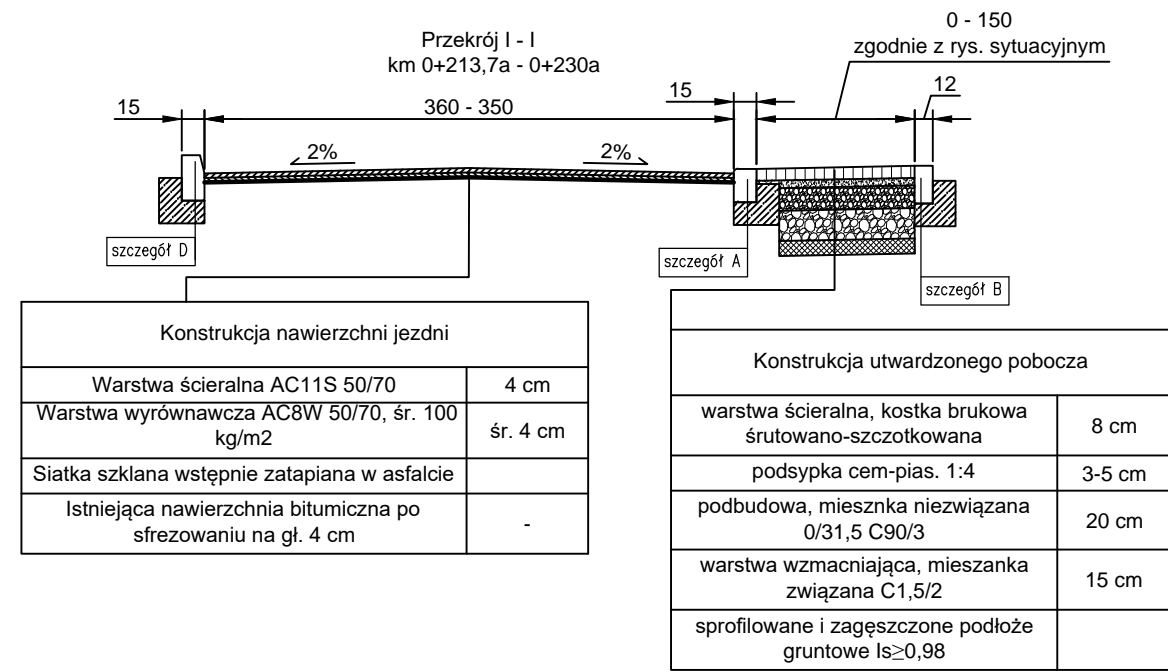 Przekrój I - I
km 0+213,7a - 0+230a
0 - 150
zgodnie z rys. sytuacyjnym
15
360 - 350
15
12
2%
2%
szczegół D
szczegół A
szczegół B
Konstrukcja nawierzchni jezdni
Warstwa ścieralna AC11S 50/70
4 cm
Warstwa wyrównawcza AC8W 50/70, śr. 100
kg/m2
śr. 4 cm
Siatka szklana wstępnie zatapiana w asfalcie
Istniejąca nawierzchnia bitumiczna po
sfrezowaniu na gł. 4 cm
-
Konstrukcja utwardzonego pobocza
warstwa ścieralna, kostka brukowa
śrutowano-szczotkowana
8 cm
podsypka cem-pias. 1:4
3-5 cm
podbudowa, miesznka niezwiązana
0/31,5 C90/3
20 cm
warstwa wzmacniająca, mieszanka
związana C1,5/2
15 cm
sprofilowane i zagęszczone podłoże
gruntowe Is≥0,98